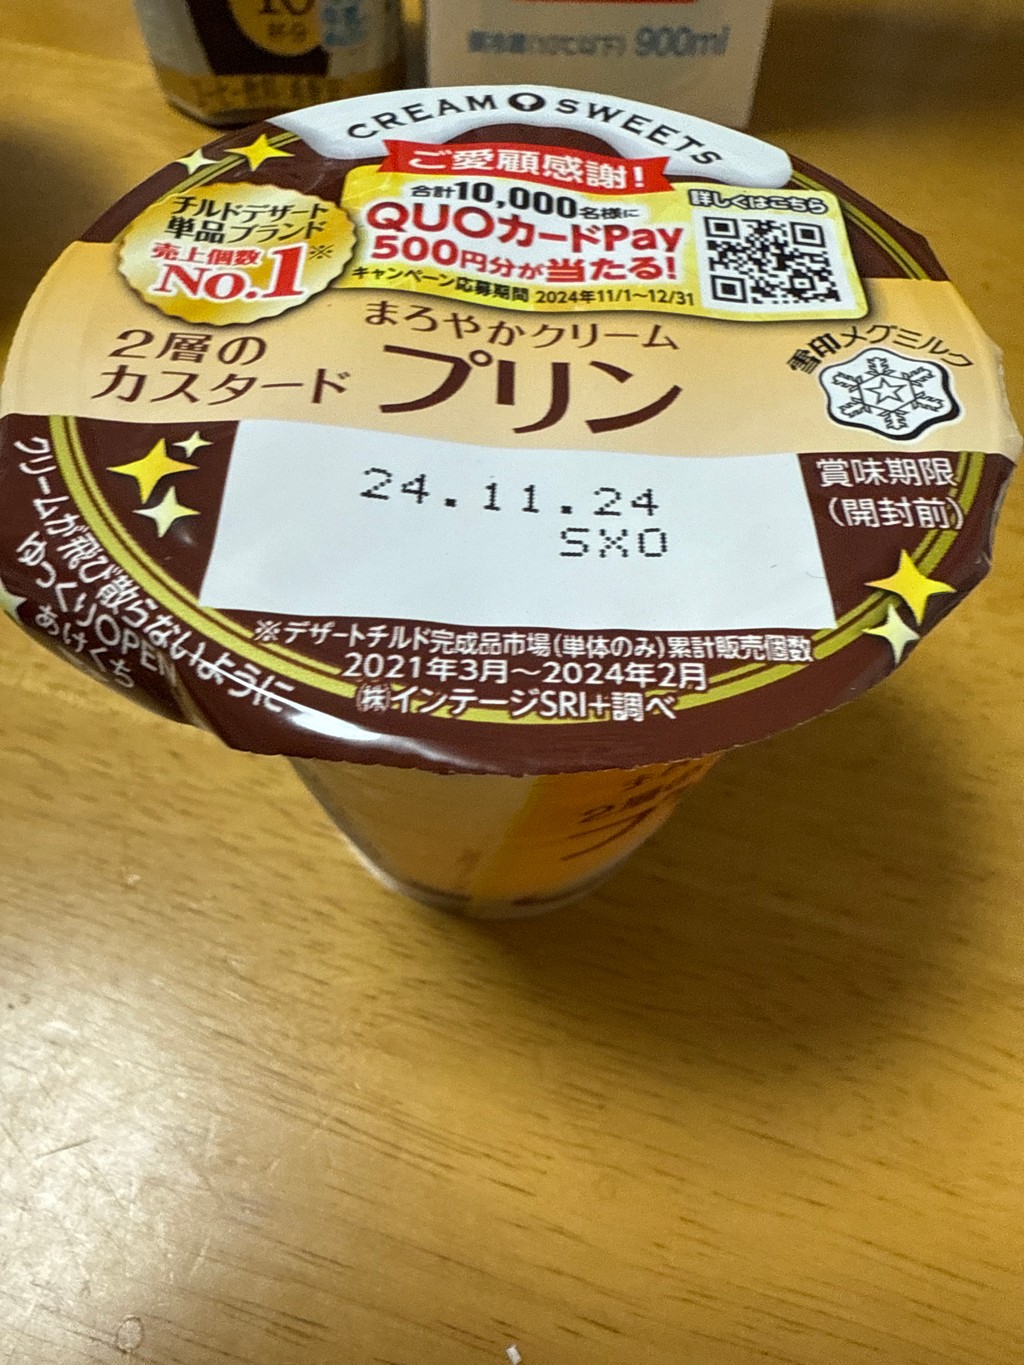 10
杯分
900ml
CREAM SWEETS
ご愛顧感謝!
合計10,000名様に
QUOカードPay
500円分が当たる!
キャンペーン応募期間 2024年11/1~12/31
詳しくはこちら
チルドデザート
単品ブランド
売上個数※
No.1
まろやかクリーム
2層の
カスタード
プリン
雪印メグミルク
24.11.24
SXO
賞味期限
(開封前)
クリームが飛び散らないように
ゆっくりOPEN
あけくち
※デザートチルド完成品市場(単体のみ)累計販売個数
2021年3月~2024年2月
㈱インテージSRI+調べ